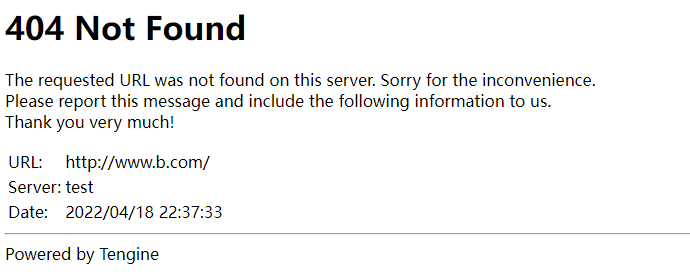 404 Not Found
The requested URL was not found on this server. Sorry for the inconvenience.
Please report this message and include the following information to us.
Thank you very much!
URL: http://www.b.com/
Server: test
Date: 2022/04/18 22:37:33
Powered by Tengine